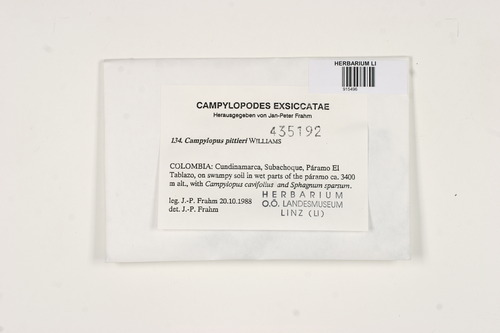 HERBARIUM LI
CAMPYLOPODES EXSICCATAE
Herausgegeben von Jan-Peter Frahm
435192
134. Campylopus pittieri WILLIAMS
COLOMBIA: Cundinamarca, Subachoque, Páramo El
Tablazo, on swampy soil in wet parts of the páramo ca. 3400
m alt., with Campylopus cavifolius and Sphagnum sparsum.
leg. J.-P. Frahm 20.10.1988
det. J.-P. Frahm
HERBARIUM
O.Ö. LANDESMUSEUM
LINZ (LI)